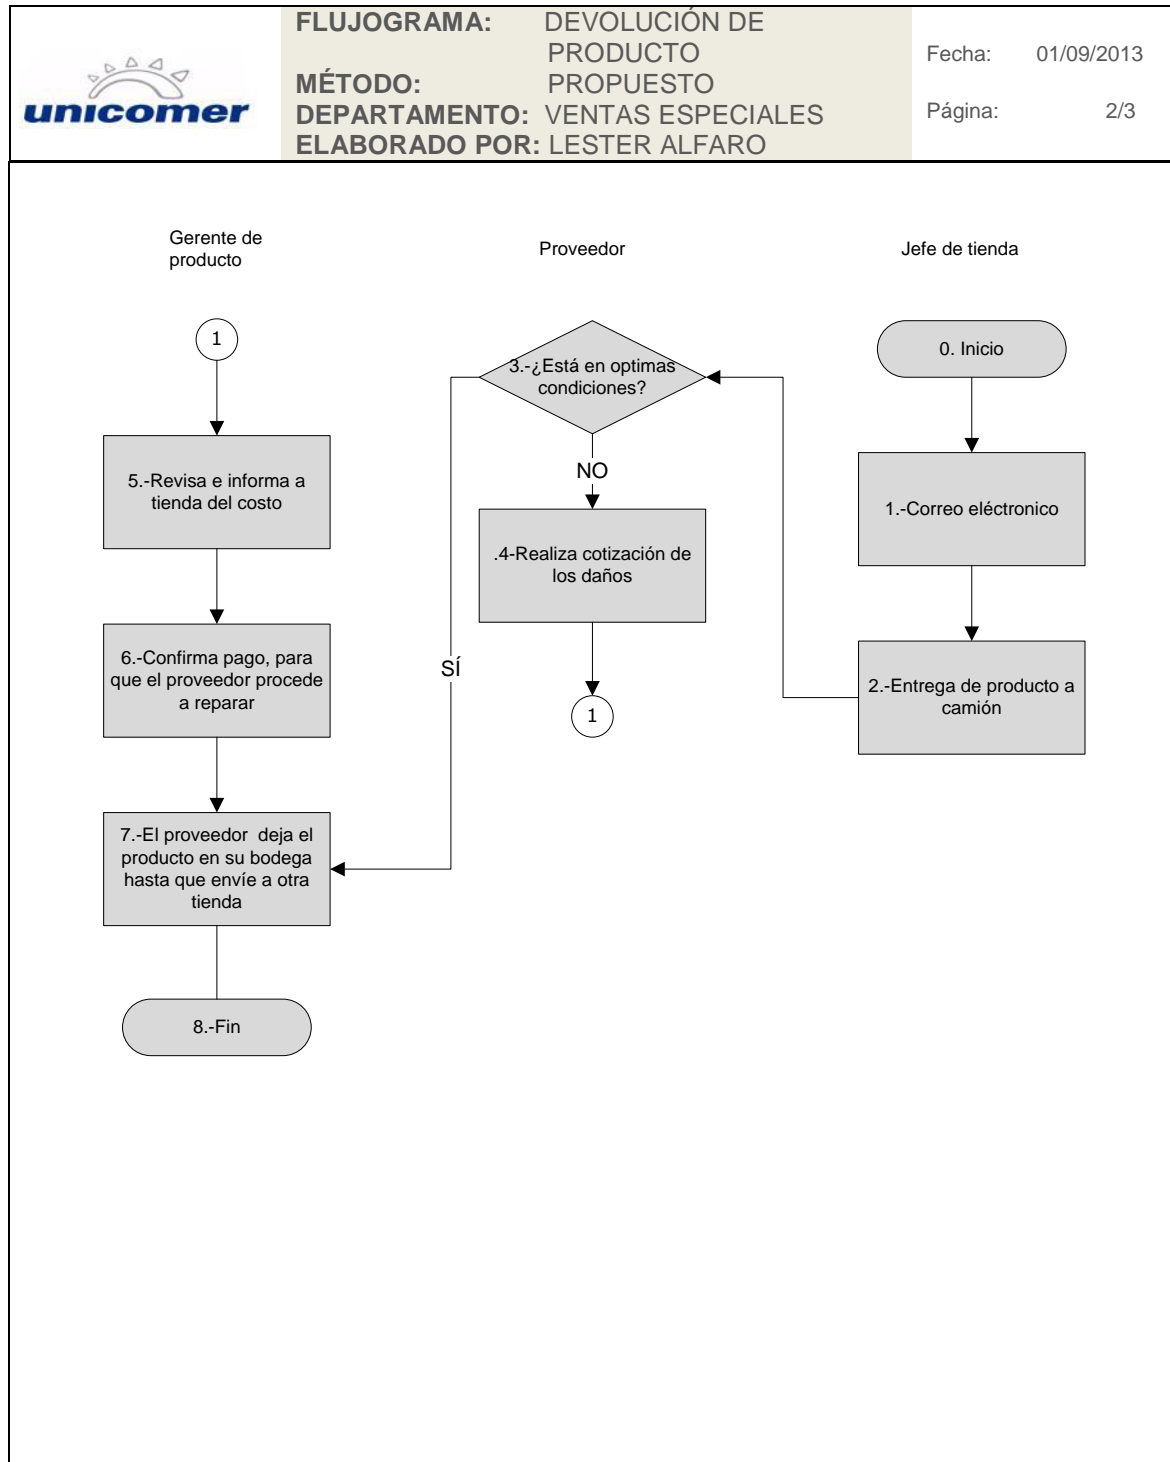 unicomer
FLUJOGRAMA: DEVOLUCIÓN DE
PRODUCTO
MÉTODO: PROPUESTO
DEPARTAMENTO: VENTAS ESPECIALES
ELABORADO POR: LESTER ALFARO
Fecha: 01/09/2013
Página: 2/3
Gerente de
producto
Proveedor
Jefe de tienda
1
3.-¿Está en optimas
condiciones?
0. Inicio
NO
5.-Revisa e informa a
tienda del costo
.4-Realiza cotización de
los daños
1.-Correo eléctronico
6.-Confirma pago, para
que el proveedor procede
a reparar
SÍ
1
2.-Entrega de producto a
camión
7.-El proveedor deja el
producto en su bodega
hasta que envíe a otra
tienda
8.-Fin